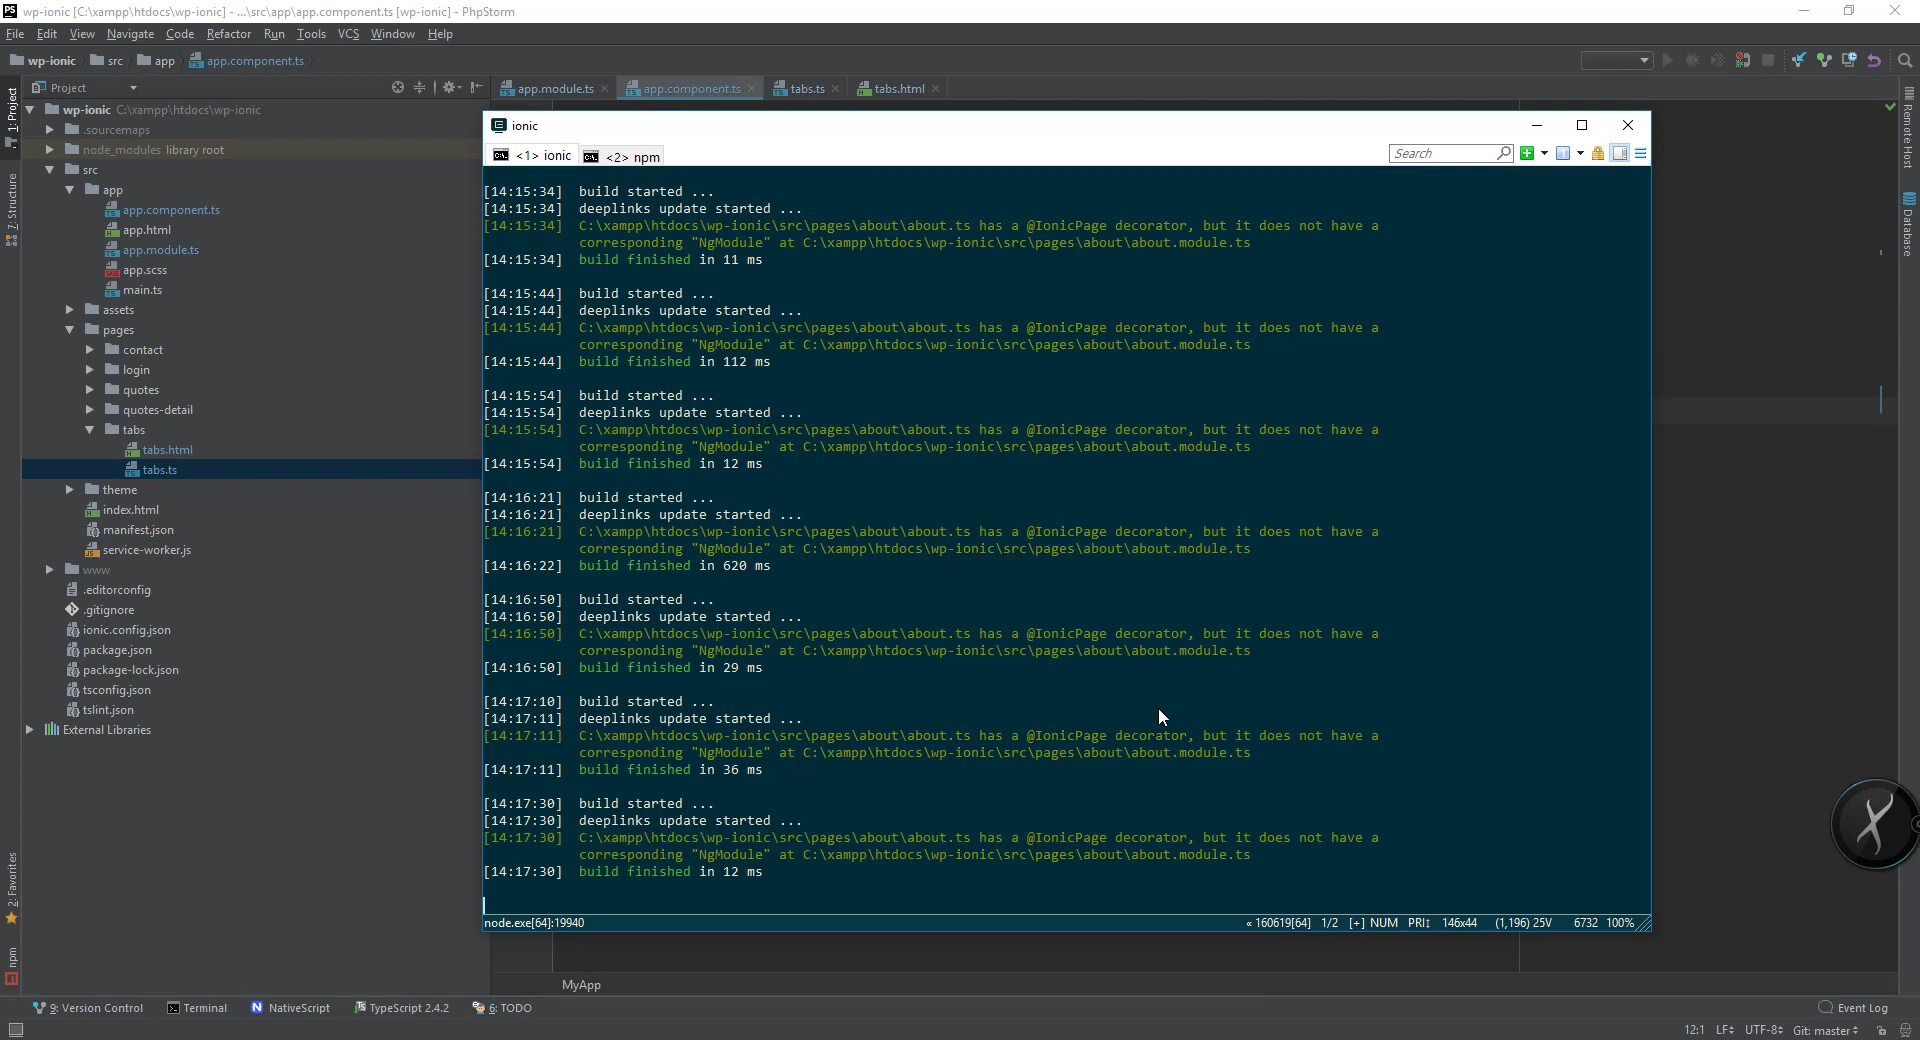 PS wp-ionic [C:\xampp\htdocs\wp-ionic] - ...\src\app\app.component.ts [wp-ionic] - PhpStorm
File Edit View Navigate Code Refactor Run Tools VCS Window Help
wp-ionic src app app.component.ts
Project
app.module.ts app.component.ts tabs.ts tabs.html
1: Project
7: Structure
2: Favorites
npm
wp-ionic C:\xampp\htdocs\wp-ionic
.sourcemaps
node_modules library root
src
app
app.component.ts
app.html
app.module.ts
app.scss
main.ts
assets
pages
contact
login
quotes
quotes-detail
tabs
tabs.html
tabs.ts
theme
index.html
manifest.json
service-worker.js
www
.editorconfig
.gitignore
ionic.config.json
package.json
package-lock.json
tsconfig.json
tslint.json
External Libraries
ionic
<1> ionic <2> npm Search
[14:15:34] build started ...
[14:15:34] deeplinks update started ...
[14:15:34] C:\xampp\htdocs\wp-ionic\src\pages\about\about.ts has a @IonicPage decorator, but it does not have a
corresponding "NgModule" at C:\xampp\htdocs\wp-ionic\src\pages\about\about.module.ts
[14:15:34] build finished in 11 ms
[14:15:44] build started ...
[14:15:44] deeplinks update started ...
[14:15:44] C:\xampp\htdocs\wp-ionic\src\pages\about\about.ts has a @IonicPage decorator, but it does not have a
corresponding "NgModule" at C:\xampp\htdocs\wp-ionic\src\pages\about\about.module.ts
[14:15:44] build finished in 112 ms
[14:15:54] build started ...
[14:15:54] deeplinks update started ...
[14:15:54] C:\xampp\htdocs\wp-ionic\src\pages\about\about.ts has a @IonicPage decorator, but it does not have a
corresponding "NgModule" at C:\xampp\htdocs\wp-ionic\src\pages\about\about.module.ts
[14:15:54] build finished in 12 ms
[14:16:21] build started ...
[14:16:21] deeplinks update started ...
[14:16:21] C:\xampp\htdocs\wp-ionic\src\pages\about\about.ts has a @IonicPage decorator, but it does not have a
corresponding "NgModule" at C:\xampp\htdocs\wp-ionic\src\pages\about\about.module.ts
[14:16:22] build finished in 620 ms
[14:16:50] build started ...
[14:16:50] deeplinks update started ...
[14:16:50] C:\xampp\htdocs\wp-ionic\src\pages\about\about.ts has a @IonicPage decorator, but it does not have a
corresponding "NgModule" at C:\xampp\htdocs\wp-ionic\src\pages\about\about.module.ts
[14:16:50] build finished in 29 ms
[14:17:10] build started ...
[14:17:11] deeplinks update started ...
[14:17:11] C:\xampp\htdocs\wp-ionic\src\pages\about\about.ts has a @IonicPage decorator, but it does not have a
corresponding "NgModule" at C:\xampp\htdocs\wp-ionic\src\pages\about\about.module.ts
[14:17:11] build finished in 36 ms
[14:17:30] build started ...
[14:17:30] deeplinks update started ...
[14:17:30] C:\xampp\htdocs\wp-ionic\src\pages\about\about.ts has a @IonicPage decorator, but it does not have a
corresponding "NgModule" at C:\xampp\htdocs\wp-ionic\src\pages\about\about.module.ts
[14:17:30] build finished in 12 ms
node.exe[64]:19940 « 160619[64] 1/2 [+] NUM PRI↕ 146x44 (1,196) 25V 6732 100%
Remote Host
Database
MyApp
9: Version Control Terminal NativeScript TypeScript 2.4.2 6: TODO Event Log
12:1 LF÷ UTF-8÷ Git: master÷